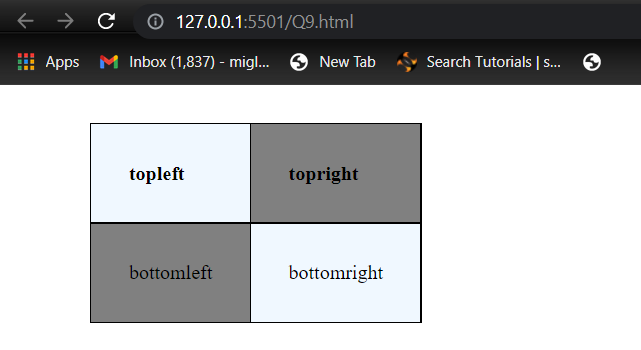 127.0.0.1:5501/Q9.html
Apps Inbox (1,837) - migl... New Tab Search Tutorials | s...
topleft topright
bottomleft bottomright